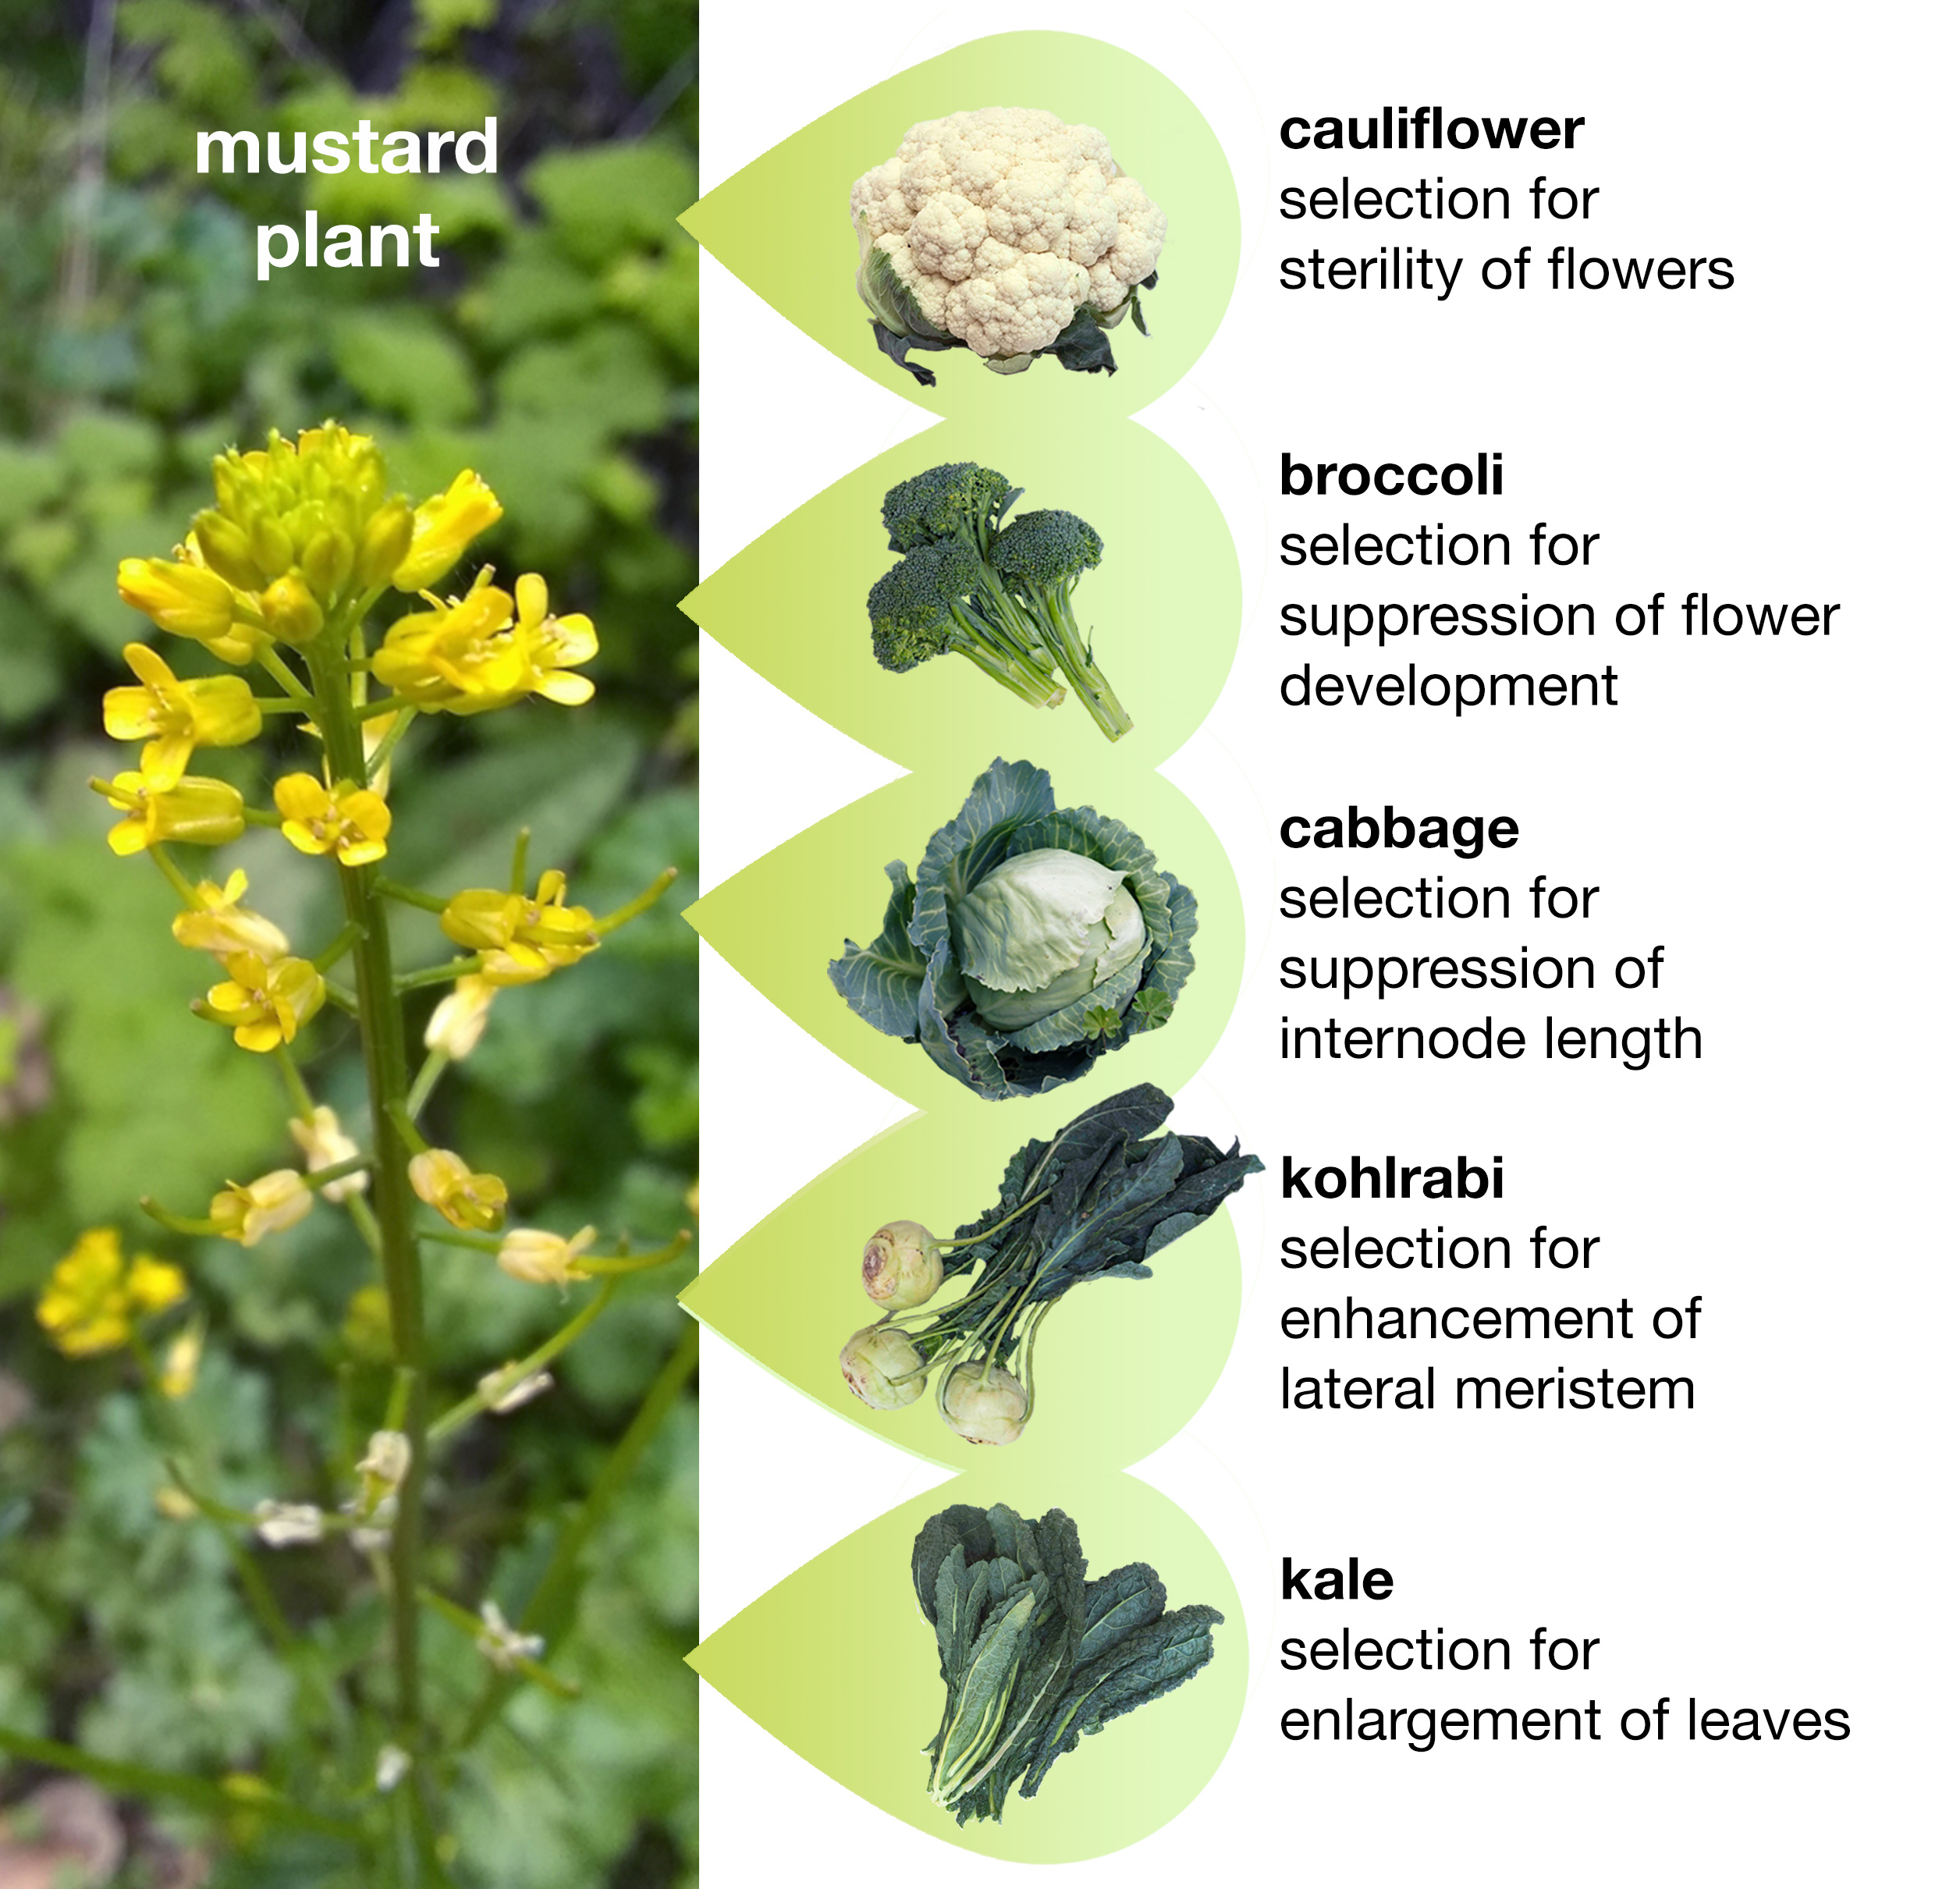 mustard
plant
cauliflower
selection for
sterility of flowers
broccoli
selection for
suppression of flower
development
cabbage
selection for
suppression of
internode length
kohlrabi
selection for
enhancement of
lateral meristem
kale
selection for
enlargement of leaves